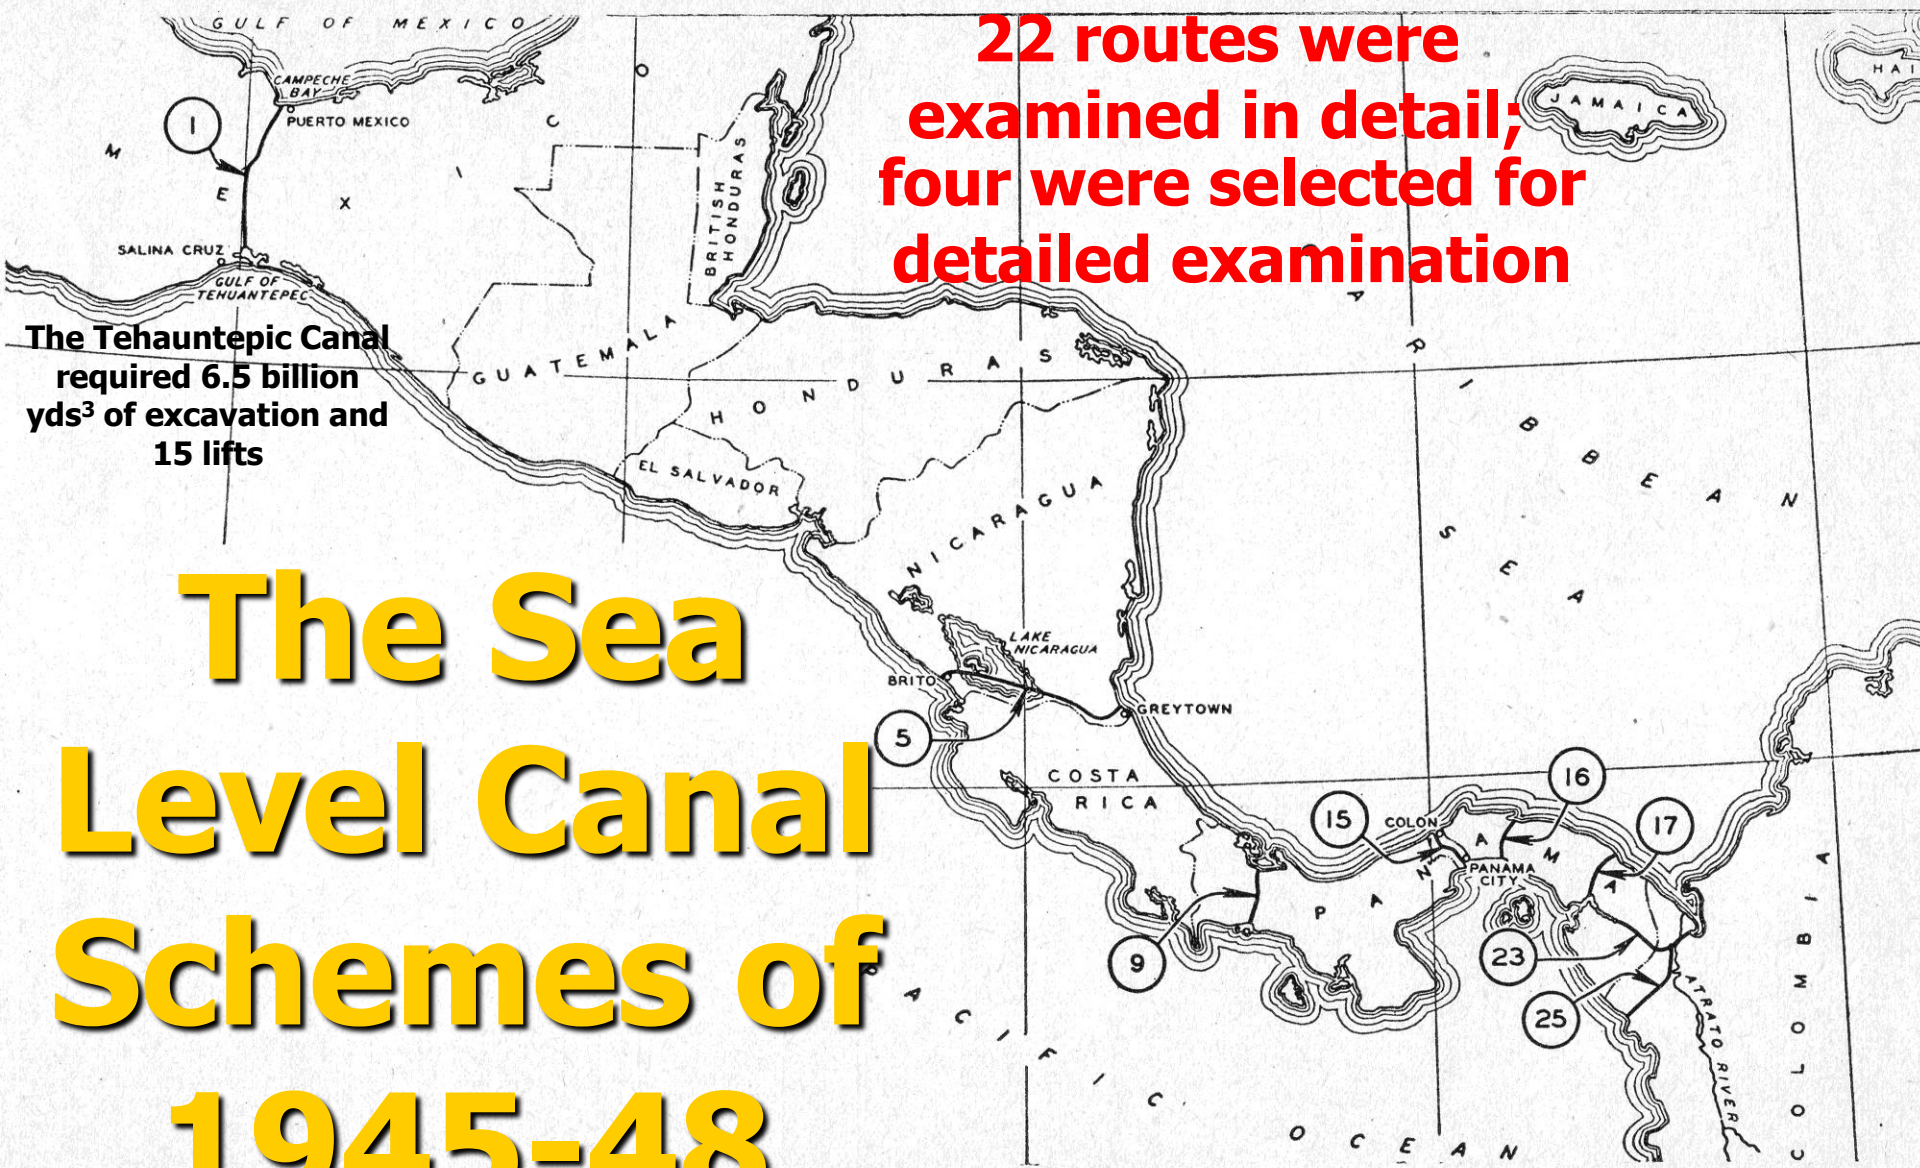 GULF OF MEXICO
22 routes were
examined in detail;
four were selected for
detailed examination
HAI
JAMAICA
CAMPECHE
BAY
PUERTO MEXICO
1
MEXICO
BRITISH
HONDURAS
SALINA CRUZ
GULF OF
TEHUANTEPEC
The Tehauntepic Canal
required 6.5 billion
yds³ of excavation and
15 lifts
GUATEMALA
HONDURAS
EL SALVADOR
NICARAGUA
CARIBBEAN
SEA
LAKE
NICARAGUA
BRITO
GREYTOWN
5
COSTA
RICA
The Sea
Level Canal
Schemes of
1945-48
15
COLON
16
17
PANAMA
CITY
PANAMA
9
23
25
ATRATO RIVER
COLOMBIA
PACIFIC
OCEAN